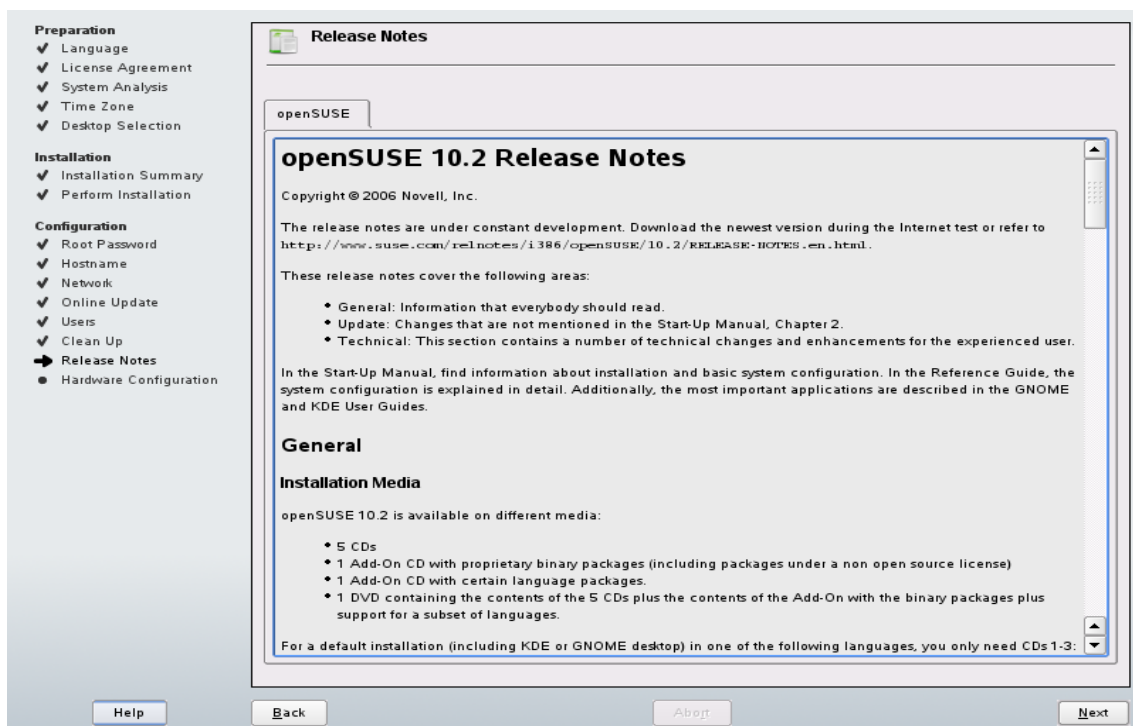 Preparation
Language
License Agreement
System Analysis
Time Zone
Desktop Selection
Installation
Installation Summary
Perform Installation
Configuration
Root Password
Hostname
Network
Online Update
Users
Clean Up
Release Notes
Hardware Configuration
Release Notes
openSUSE
openSUSE 10.2 Release Notes
Copyright © 2006 Novell, Inc.
The release notes are under constant development. Download the newest version during the Internet test or refer to
http://www.suse.com/relnotes/i386/openSUSE/10.2/RELEASE-NOTES.en.html.
These release notes cover the following areas:
• General: Information that everybody should read.
• Update: Changes that are not mentioned in the Start-Up Manual, Chapter 2.
• Technical: This section contains a number of technical changes and enhancements for the experienced user.
In the Start-Up Manual, find information about installation and basic system configuration. In the Reference Guide, the
system configuration is explained in detail. Additionally, the most important applications are described in the GNOME
and KDE User Guides.
General
Installation Media
openSUSE 10.2 is available on different media:
• 5 CDs
• 1 Add-On CD with proprietary binary packages (including packages under a non open source license)
• 1 Add-On CD with certain language packages.
• 1 DVD containing the contents of the 5 CDs plus the contents of the Add-On with the binary packages plus
support for a subset of languages.
For a default installation (including KDE or GNOME desktop) in one of the following languages, you only need CDs 1-3:
Help
Back
Abort
Next